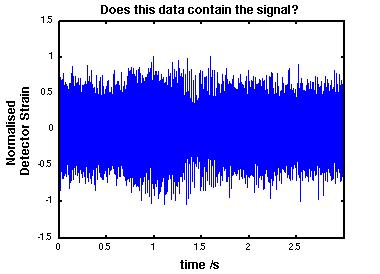 Does this data contain the signal?
1.5
1
0.5
0
-0.5
-1
-1.5
Normalised
Detector Strain
0 0.5 1 1.5 2 2.5
time /s